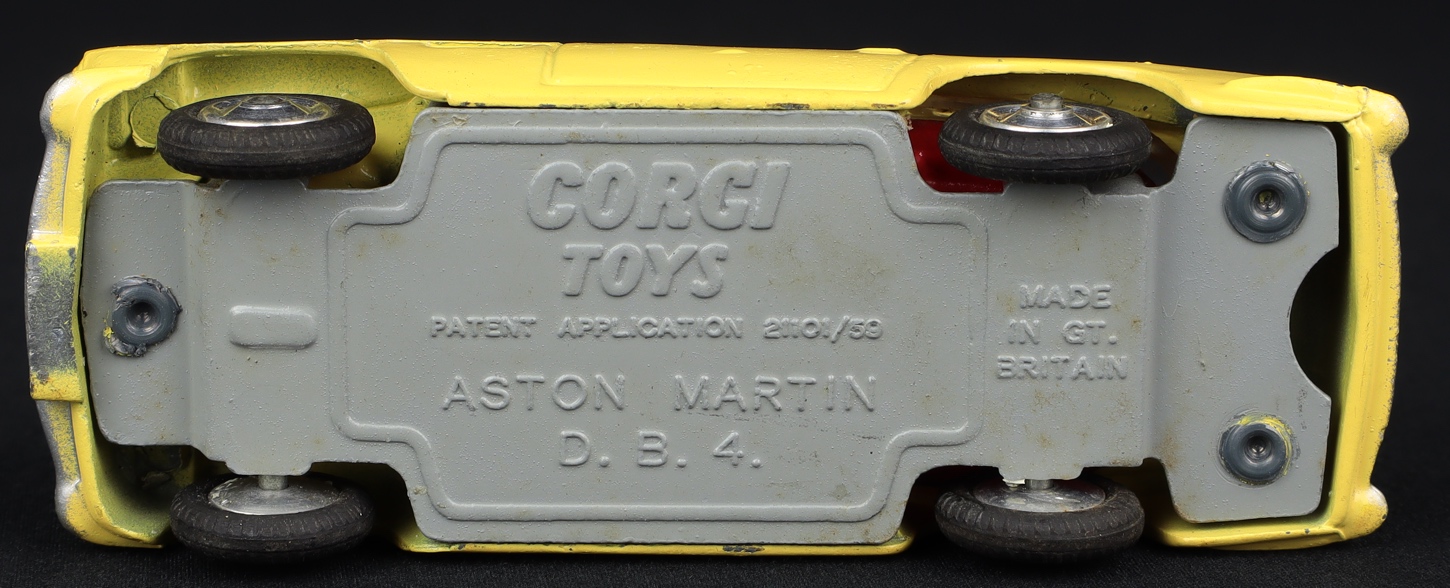 CORGI
TOYS
PATENT APPLICATION 21101/59
ASTON MARTIN
D. B. 4.
MADE
IN GT.
BRITAIN